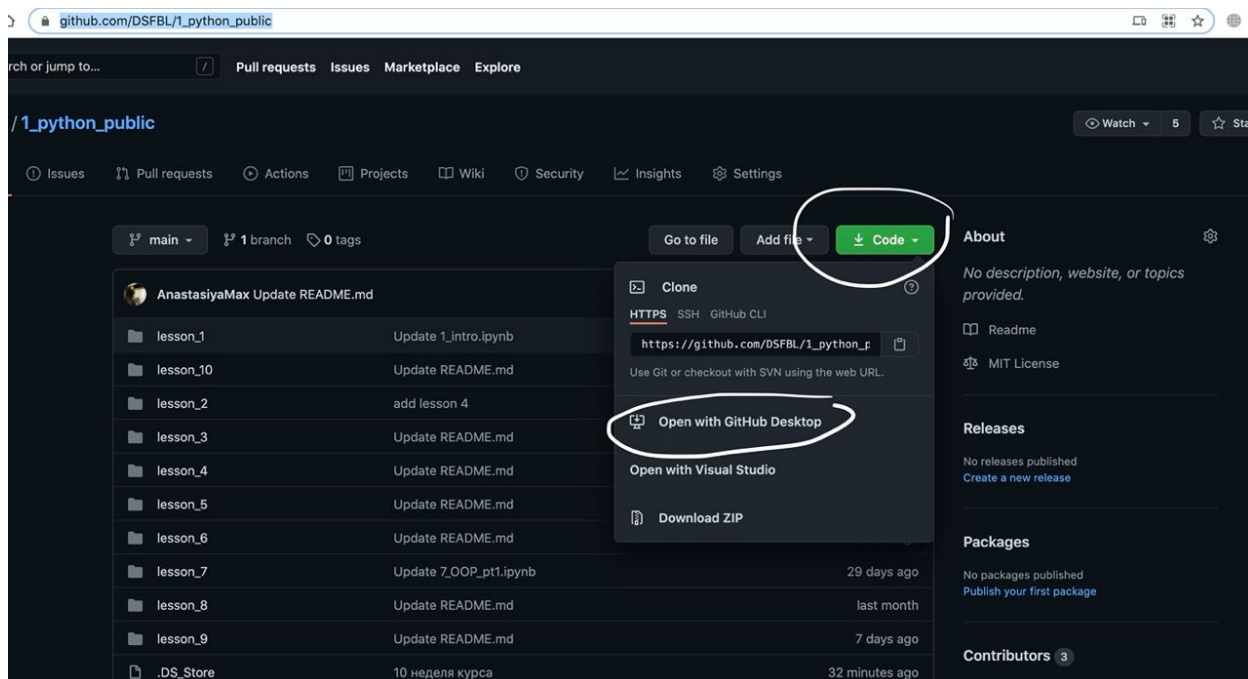 github.com/DSFBL/1_python_public
rch or jump to... / Pull requests Issues Marketplace Explore
/ 1_python_public
Watch 5 Sta
Issues Pull requests Actions Projects Wiki Security Insights Settings
main 1 branch 0 tags Go to file Add file Code
About
No description, website, or topics
provided.
Readme
MIT License
Releases
No releases published
Create a new release
Packages
No packages published
Publish your first package
Contributors 3
Clone
HTTPS SSH GitHub CLI
https://github.com/DSFBL/1_python_p
Use Git or checkout with SVN using the web URL.
Open with GitHub Desktop
Open with Visual Studio
Download ZIP
AnastasiyaMax Update README.md
lesson_1 Update 1_intro.ipynb
lesson_10 Update README.md
lesson_2 add lesson 4
lesson_3 Update README.md
lesson_4 Update README.md
lesson_5 Update README.md
lesson_6 Update README.md
lesson_7 Update 7_OOP_pt1.ipynb 29 days ago
lesson_8 Update README.md last month
lesson_9 Update README.md 7 days ago
.DS_Store 10 неделя курса 32 minutes ago